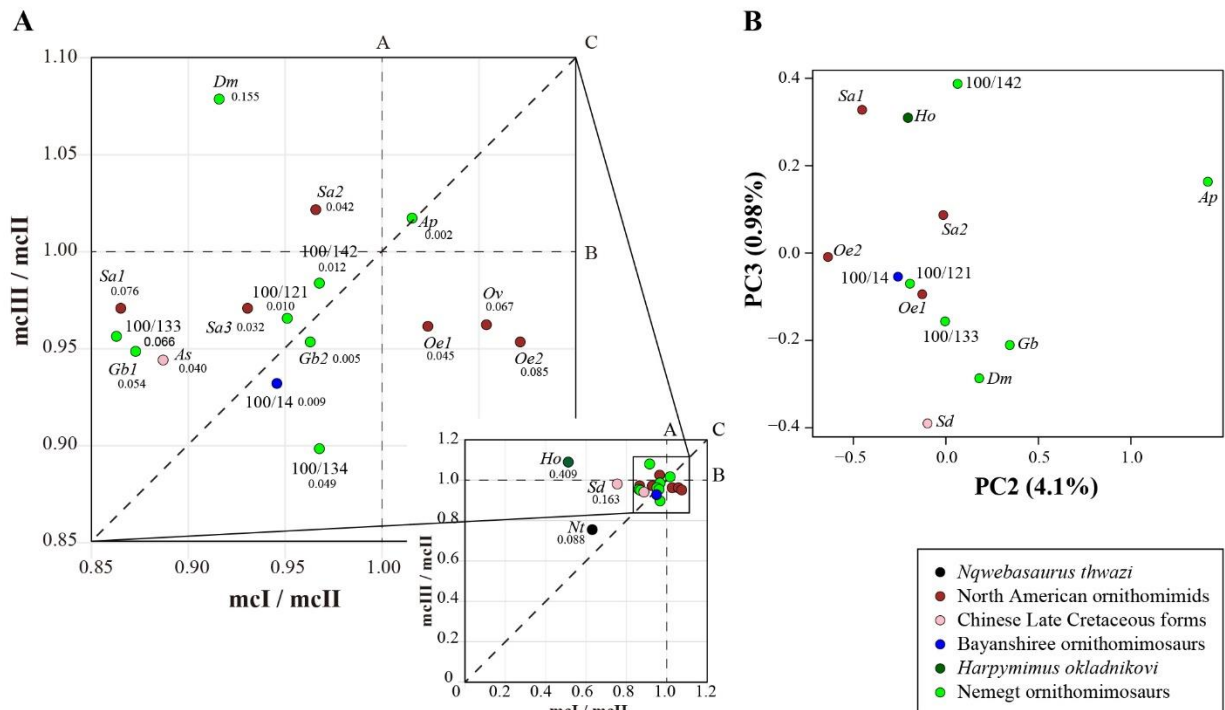 A
B
A
C
1.10
1.05
1.00
0.95
0.90
0.85
mcIII / mcII
Dm
0.155
Sa2
0.042
Ap
0.002
B
100/142
0.012
Sa1
0.076
100/121
0.010
Sa3
0.032
100/133
0.066
Gb1
0.054
As
0.040
Gb2 0.005
Ov
0.067
Oe1
0.045
Oe2
0.085
100/14 0.009
100/134
0.049
0.85
0.90
0.95
1.00
mcI / mcII
A
C
B
1.2
1.0
0.8
0.6
0.4
0.2
0
mcIII / mcII
Ho
0.409
Sd
0.163
Nt
0.088
0
0.2
0.4
0.6
0.8
1.0
1.2
mcI / mcII
0.4
0.2
0.0
−0.2
−0.4
PC3 (0.98%)
Sa1
Ho
100/142
Ap
Sa2
Oe2
100/14
100/121
Oe1
100/133
Gb
Dm
Sd
−0.5
0.0
0.5
1.0
PC2 (4.1%)
Nqwebasaurus thwazi
North American ornithomimids
Chinese Late Cretaceous forms
Bayanshiree ornithomimosaurs
Harpymimus okladnikovi
Nemegt ornithomimosaurs